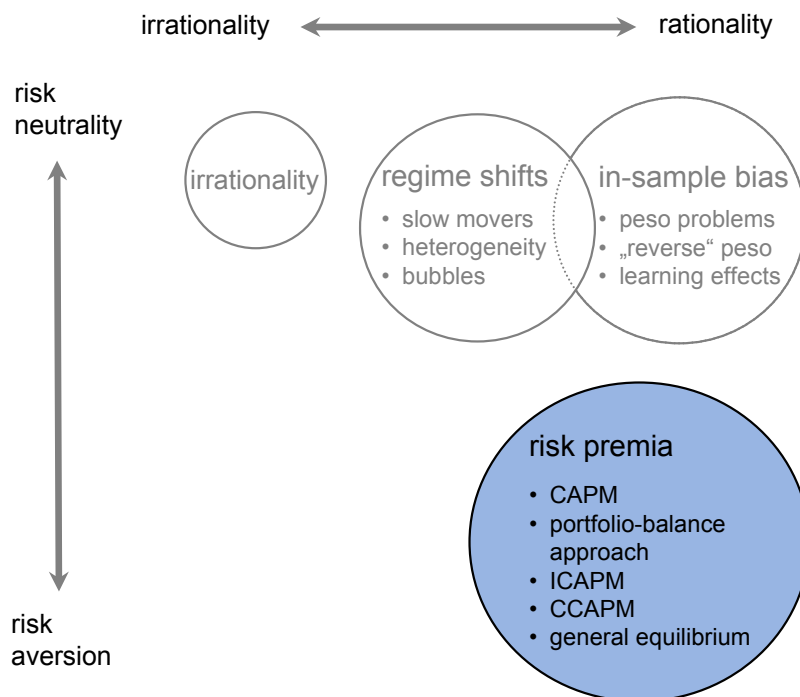 irrationality
rationality
risk
neutrality
irrationality
regime shifts
• slow movers
• heterogeneity
• bubbles
in-sample bias
• peso problems
• „reverse“ peso
• learning effects
risk premia
• CAPM
• portfolio-balance
approach
• ICAPM
• CCAPM
• general equilibrium
risk
aversion